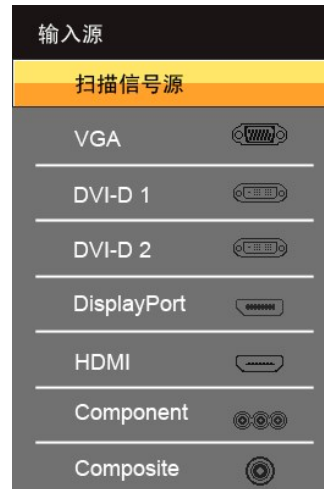 输入源
扫描信号源
VGA
DVI-D 1
DVI-D 2
DisplayPort
HDMI
Component
Composite